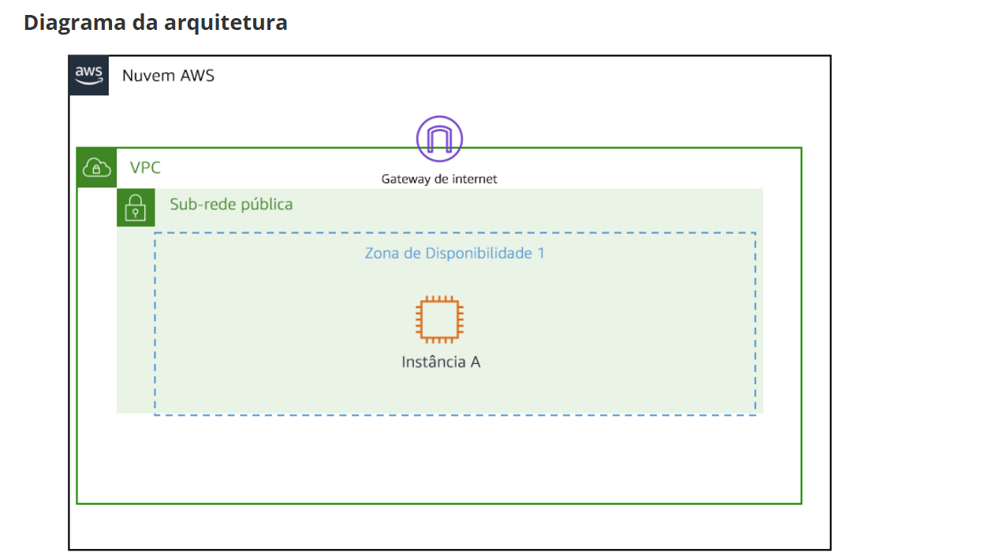 Diagrama da arquitetura
aws
Nuvem AWS
VPC
Gateway de internet
Sub-rede pública
Zona de Disponibilidade 1
Instância A